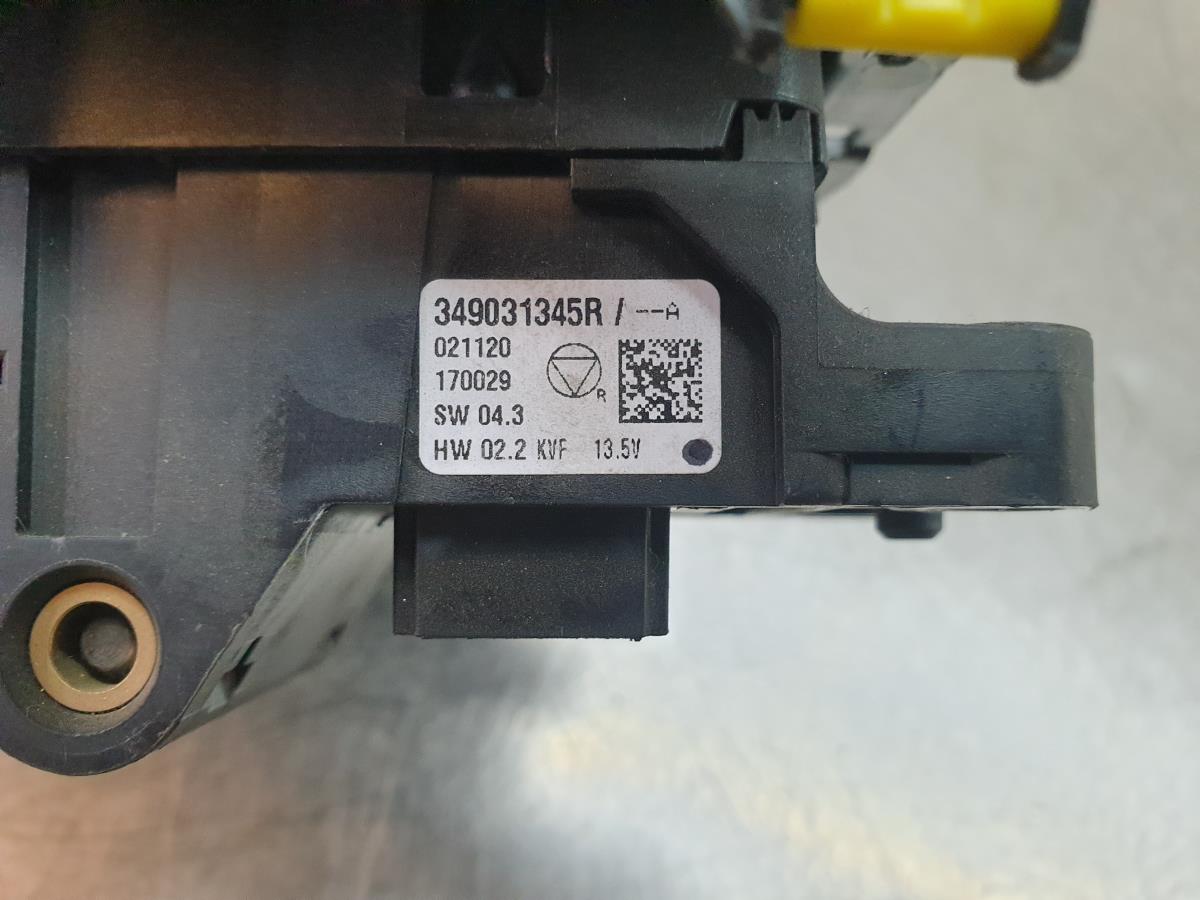 349031345R / --A
021120
170029
R
SW 04.3
HW 02.2 KVF 13.5V